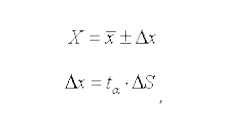 X = x̄ ± Δx
Δx = t_α · ΔS ,